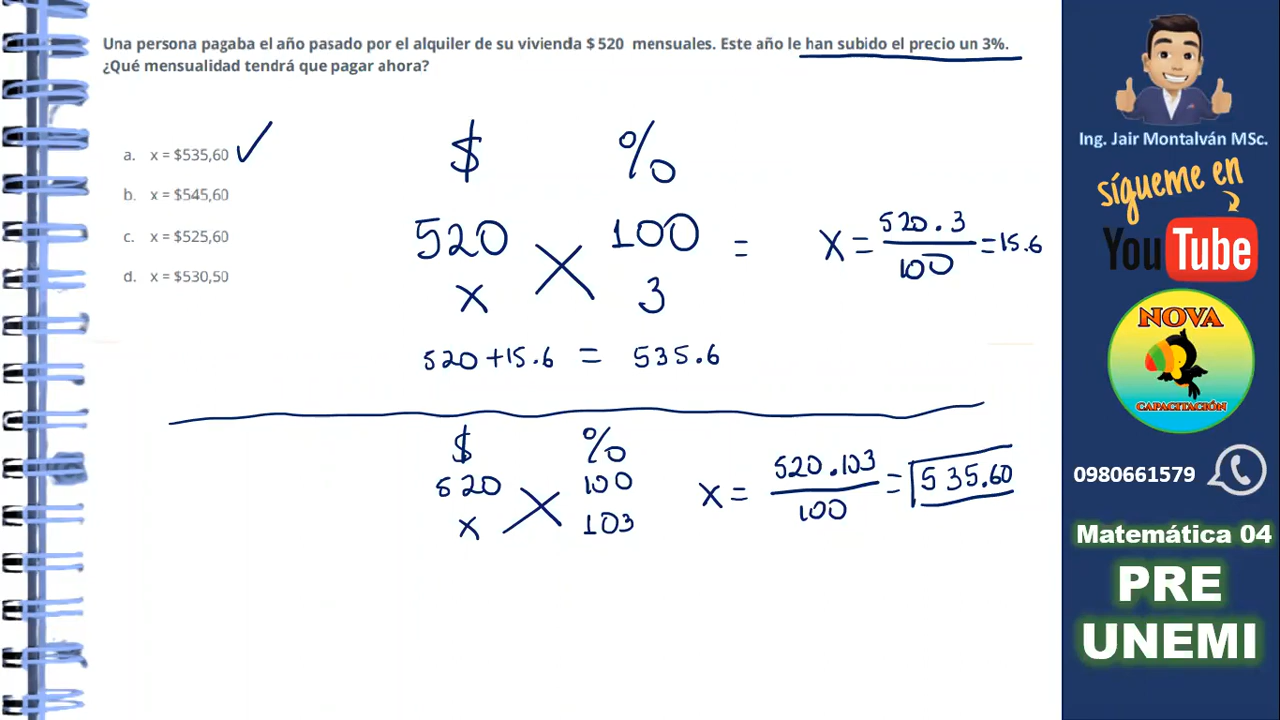 Una persona pagaba el año pasado por el alquiler de su vivienda $ 520 mensuales. Este año le han subido el precio un 3%.
¿Qué mensualidad tendrá que pagar ahora?
a. x = $535,60
b. x = $545,60
c. x = $525,60
d. x = $530,50
$ %
520 100 =
x 3
x = 520.3/100 = 15.6
520 + 15.6 = 535.6
$ %
520 100
x 103
x = 520.103/100 = 535.60
Ing. Jair Montalván MSc.
sígueme en
YouTube
NOVA
CAPACITACIÓN
0980661579
Matemática 04
PRE
UNEMI